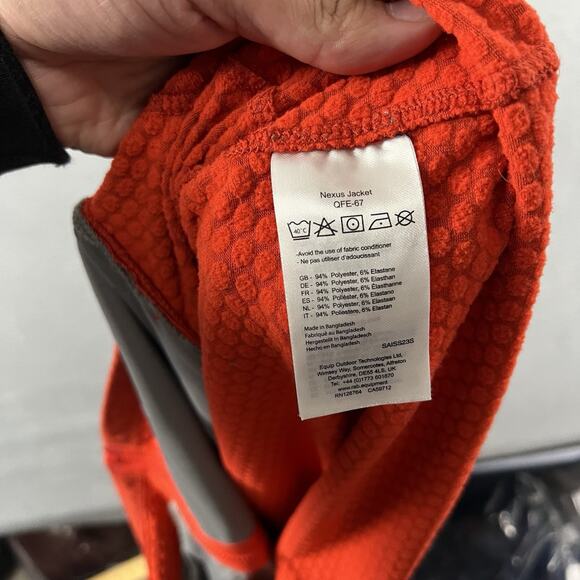 Nexus Jacket
QFE-67
40°C
-Avoid the use of fabric conditioner
- Ne pas utiliser d'adoucissant
GB - 94% Polyester, 6% Elastane
DE - 94% Polyester, 6% Elasthan
FR - 94% Polyester, 6% Élasthanne
ES - 94% Poliéster, 6% Elastano
NL - 94% Polyester, 6% Elastaan
IT - 94% Poliestere, 6% Elastan
Made in Bangladesh
Fabriqué au Bangladesh
Hergestellt in Bangladesh
Hecho en Bangladesh
SAISS23S
Equip Outdoor Technologies Ltd,
Wimsey Way, Somercotes, Alfreton
Derbyshire, DE55 4LS, UK
Tel: +44 (0)1773 601870
www.rab.equipment
RN126764 CA59712